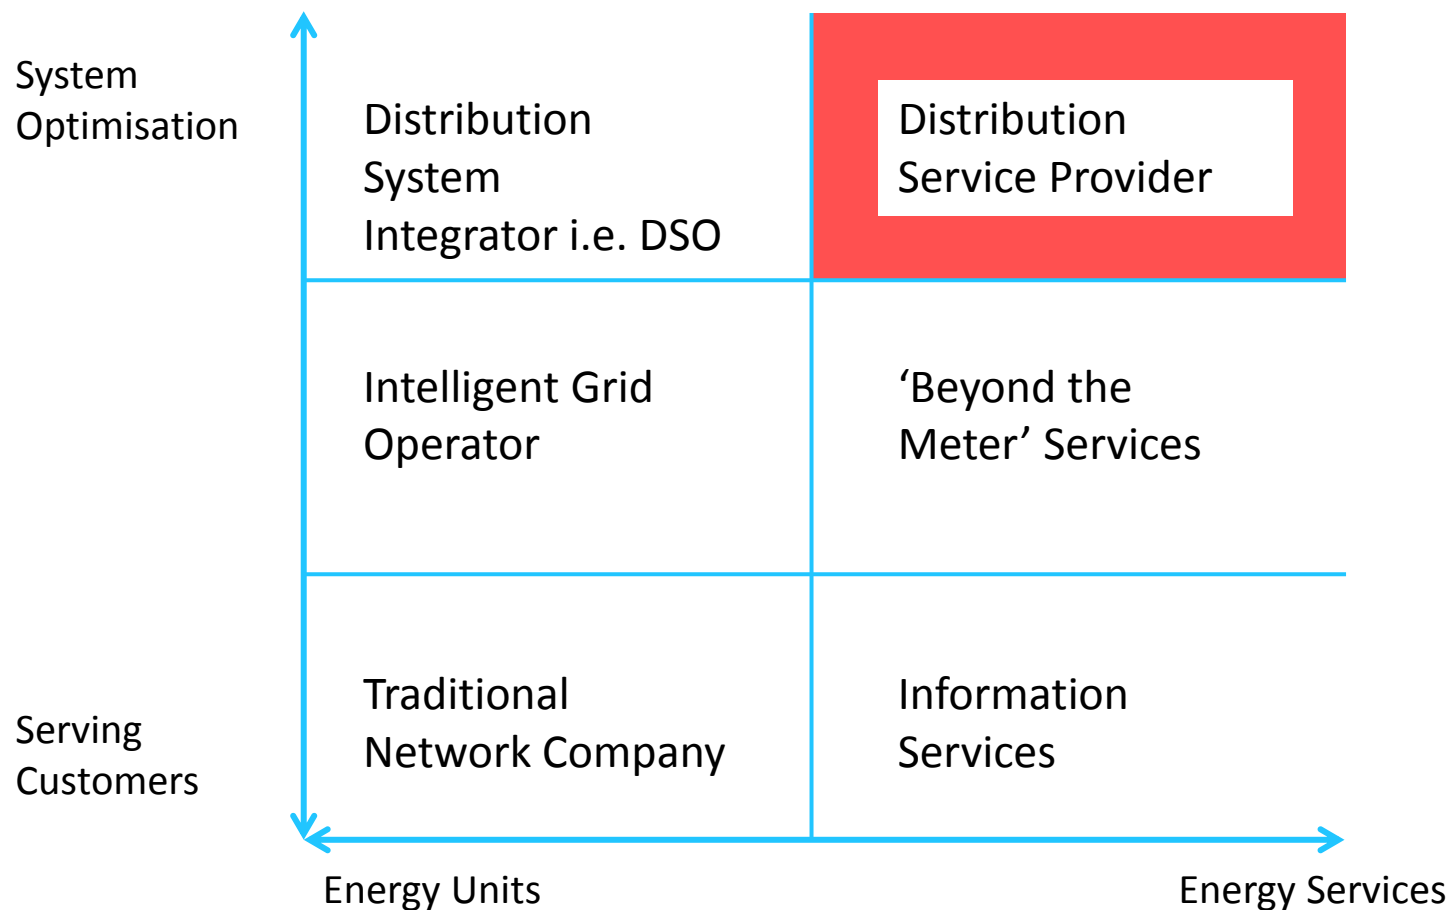 System
Optimisation
Distribution
System
Integrator i.e. DSO
Distribution
Service Provider
Intelligent Grid
Operator
‘Beyond the
Meter’ Services
Serving
Customers
Traditional
Network Company
Information
Services
Energy Units
Energy Services